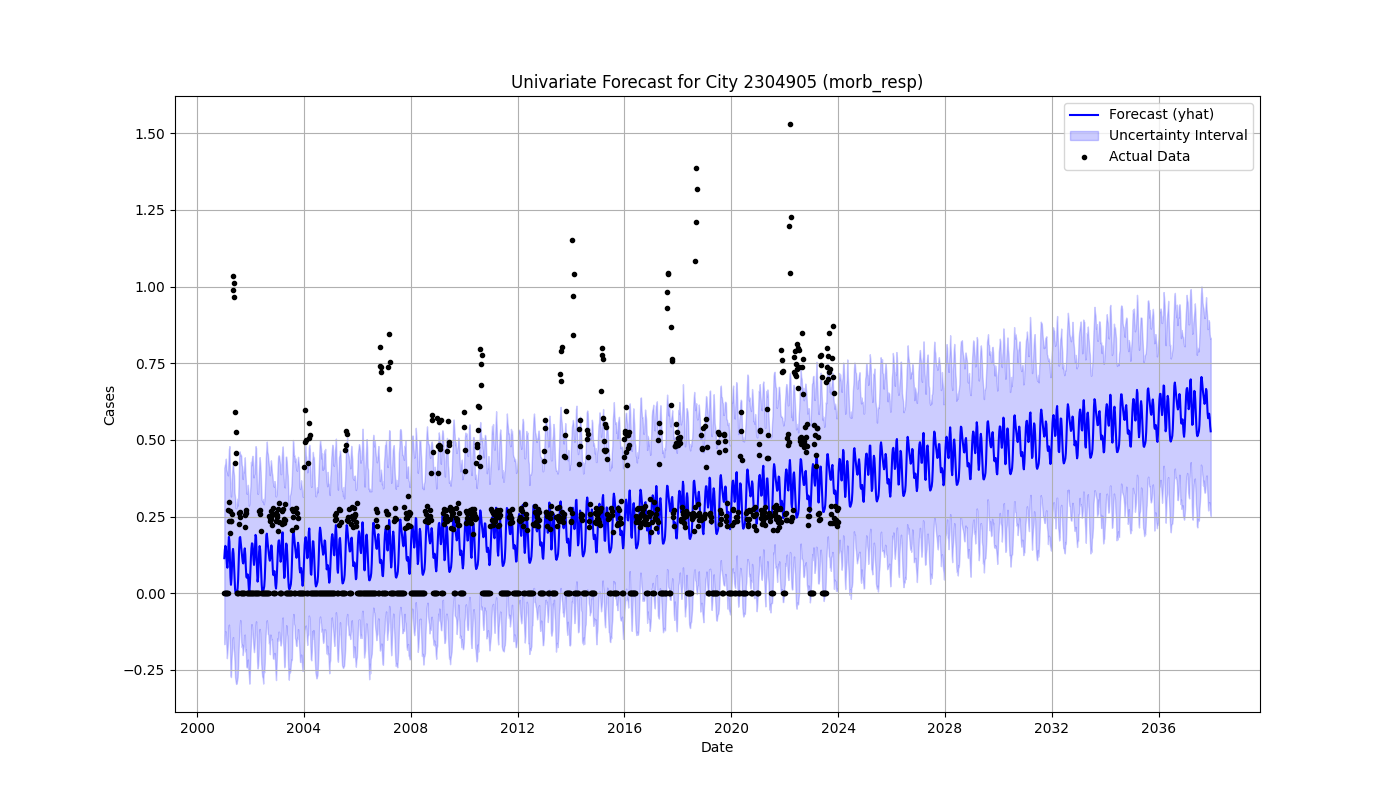 Univariate Forecast for City 2304905 (morb_resp)
Forecast (yhat)
Uncertainty Interval
Actual Data
1.50
1.25
1.00
0.75
0.50
0.25
0.00
−0.25
Cases
2000 2004 2008 2012 2016 2020 2024 2028 2032 2036
Date